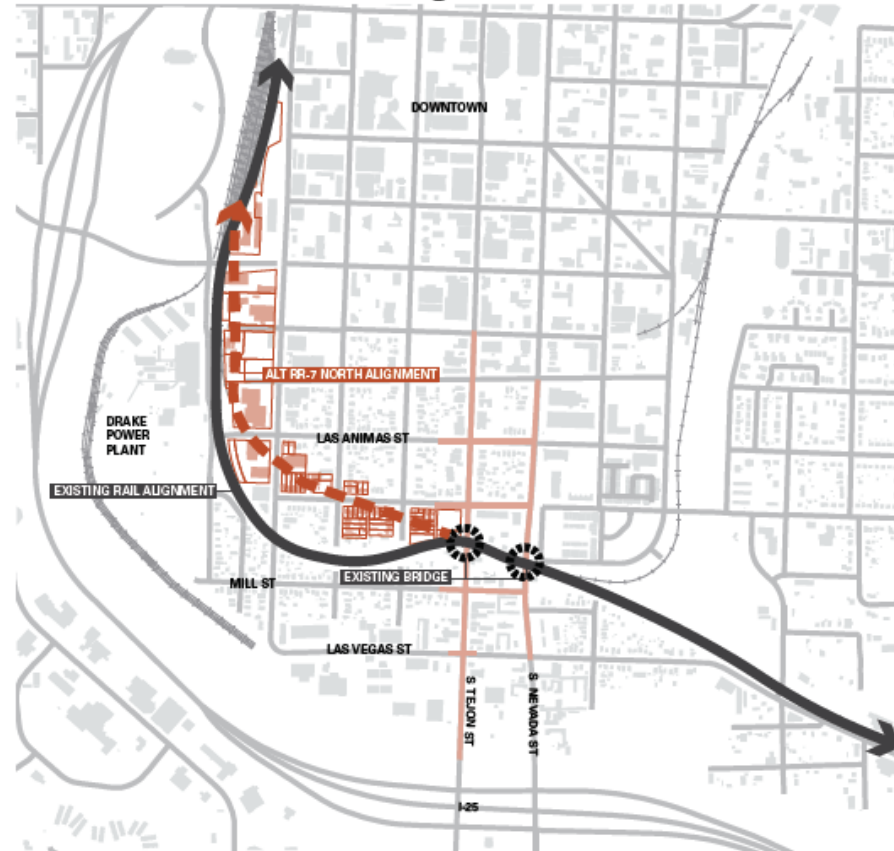 DOWNTOWN
ALT RR-7 NORTH ALIGNMENT
DRAKE
POWER
PLANT
LAS ANIMAS ST
EXISTING RAIL ALIGNMENT
EXISTING BRIDGE
MILL ST
LAS VEGAS ST
S TEJON ST
S NEVADA ST
I-25